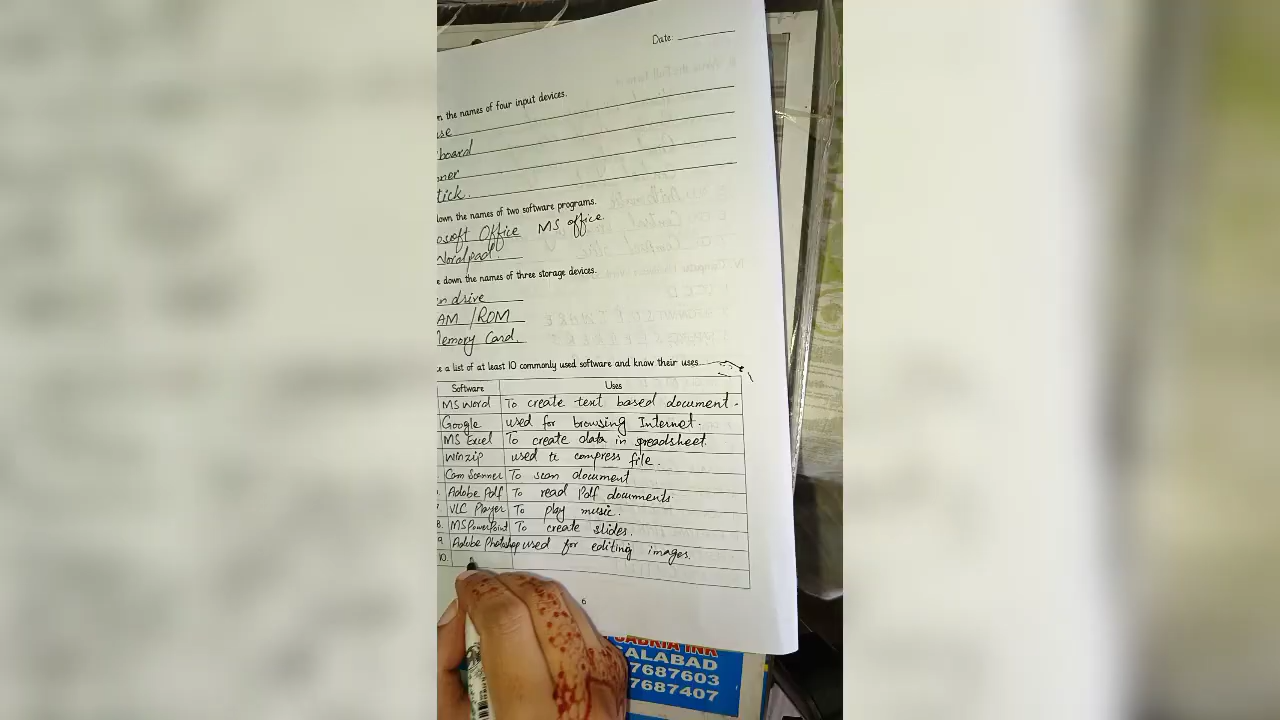 Date:
n the names of four input devices.
use
board
ner
tick.
down the names of two software programs.
osoft Office MS office.
Wordpad.
e down the names of three storage devices.
n drive
AM /ROM
Memory Card.
e a list of at least 10 commonly used software and know their uses.
Software Uses
MS Word To create text based document.
Google used for browsing Internet.
MS Excel To create data in spreadsheet.
Winzip used to compress file.
Cam Scanner To scan document
Adobe Pdf To read Pdf documents.
7. VLC Player To play music.
8. MS PowerPoint To create slides.
9. Adobe Photoshop used for editing images.
10.
6
SABRIA INK
ALABAD
7687603
7687407